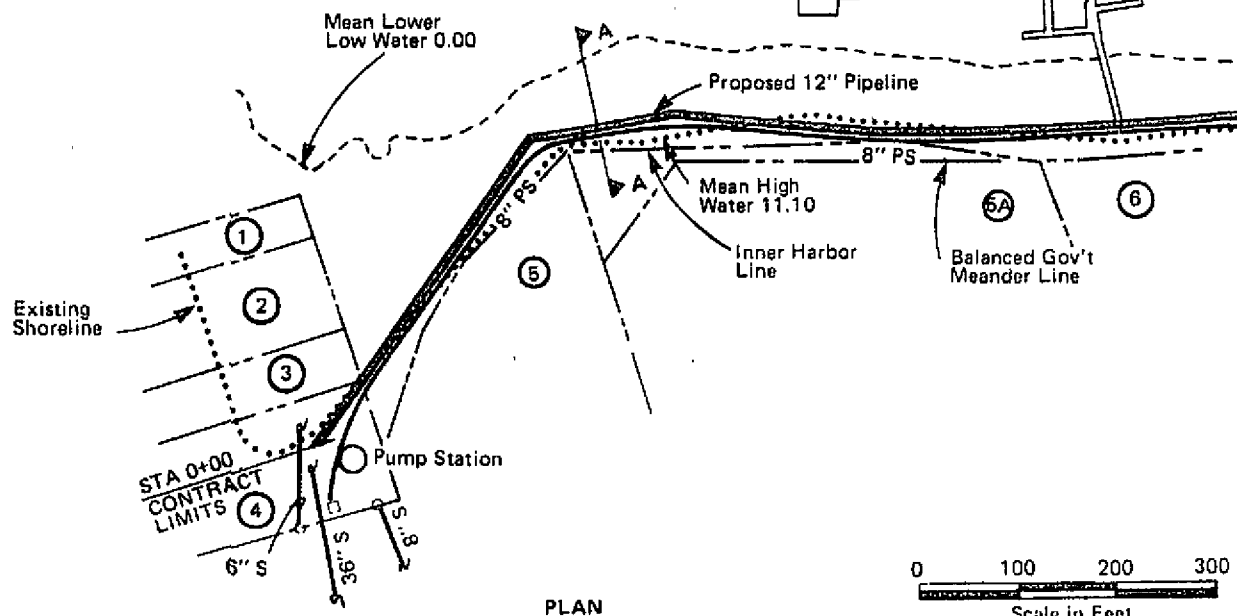 Mean Lower
Low Water 0.00
A
Proposed 12" Pipeline
8" PS
A
Mean High
Water 11.10
8" PS
5A
6
Inner Harbor
Line
Balanced Gov't
Meander Line
5
1
Existing
Shoreline
2
3
STA 0+00
CONTRACT
LIMITS
Pump Station
4
6" S
36" S
8" S
PLAN
0 100 200 300
Scale in Feet